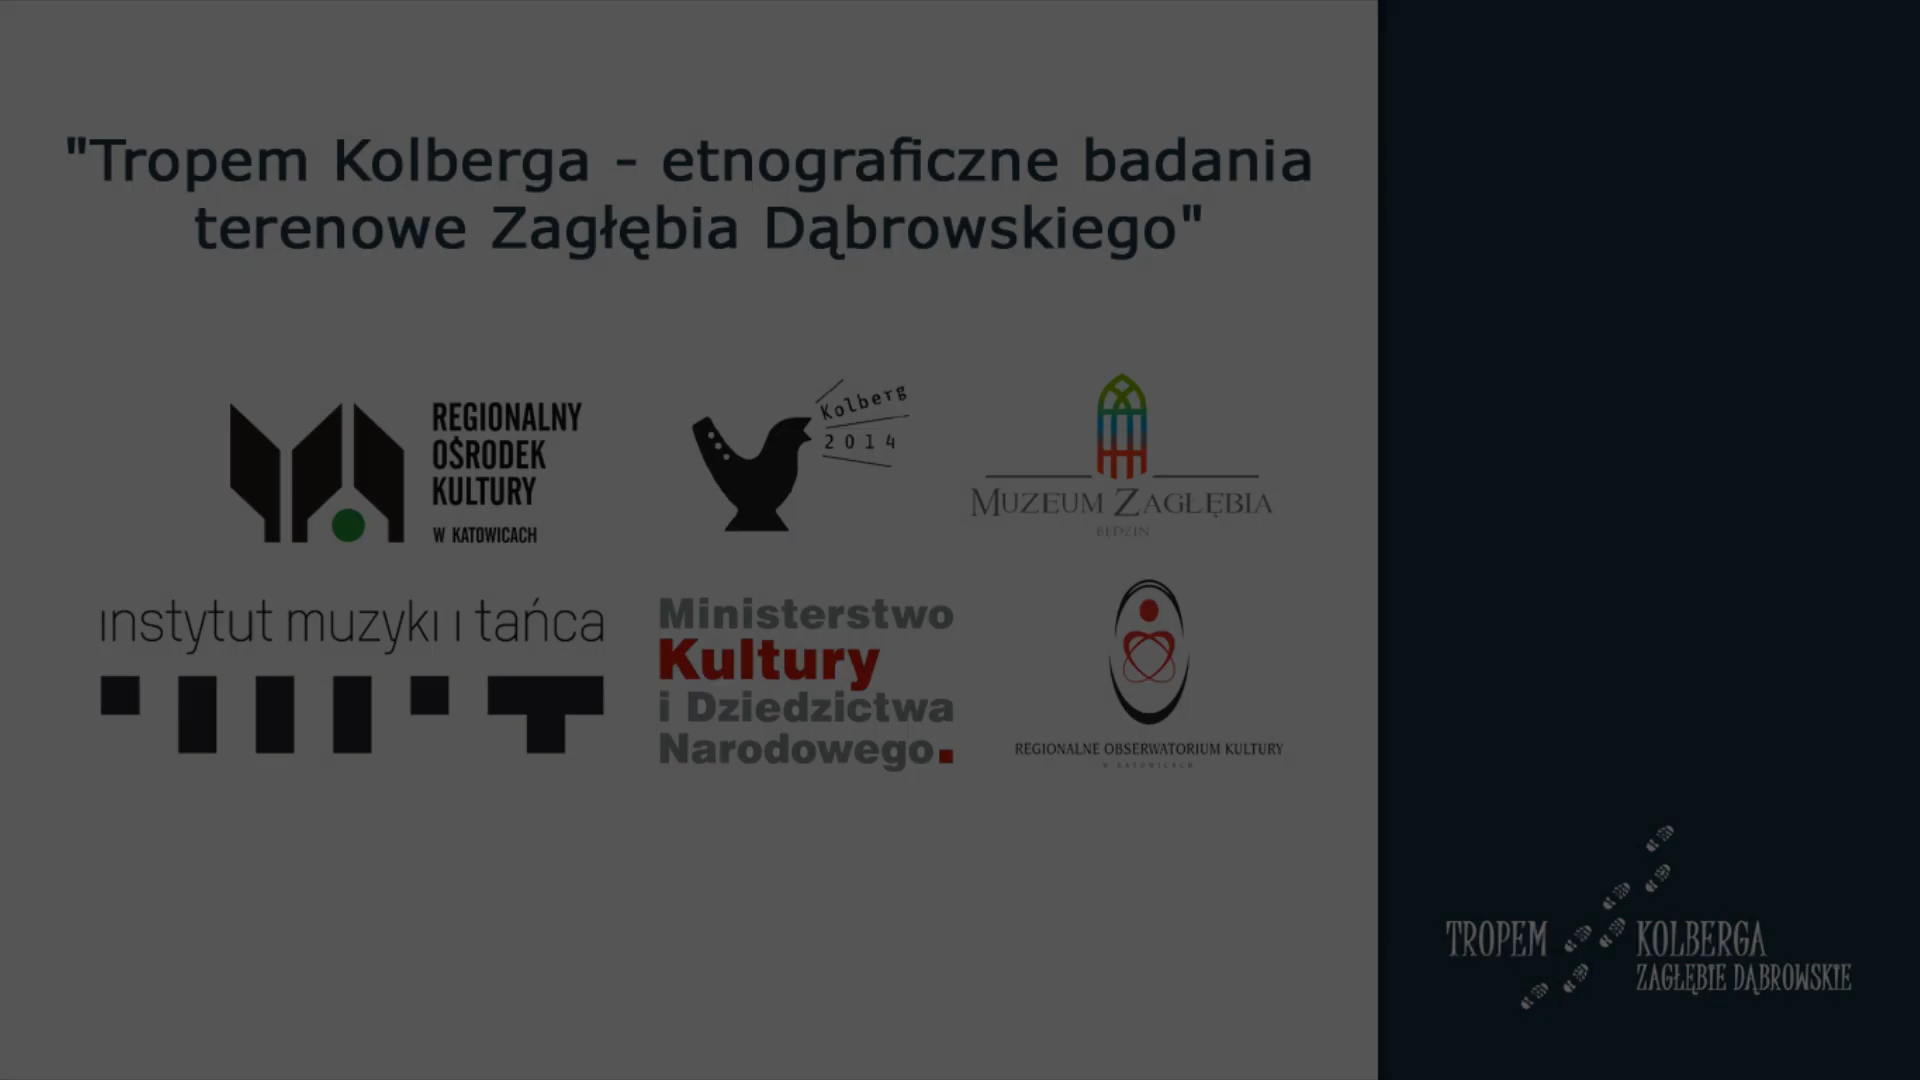 "Tropem Kolberga - etnograficzne badania
terenowe Zagłębia Dąbrowskiego"
REGIONALNY
OŚRODEK
KULTURY
W KATOWICACH
Kolberg
2014
MUZEUM ZAGŁĘBIA
BĘDZIN
instytut muzyki i tańca
Ministerstwo
Kultury
i Dziedzictwa
Narodowego.
REGIONALNE OBSERWATORIUM KULTURY
W KATOWICACH
TROPEM KOLBERGA
ZAGŁĘBIE DĄBROWSKIE